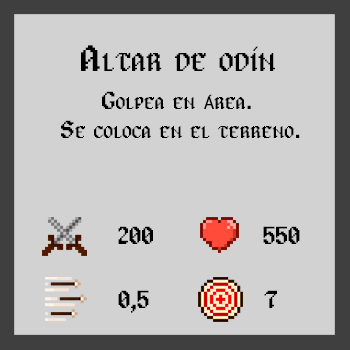 Altar de odín
Golpea en área.
Se coloca en el terreno.
200 550
0,5 7